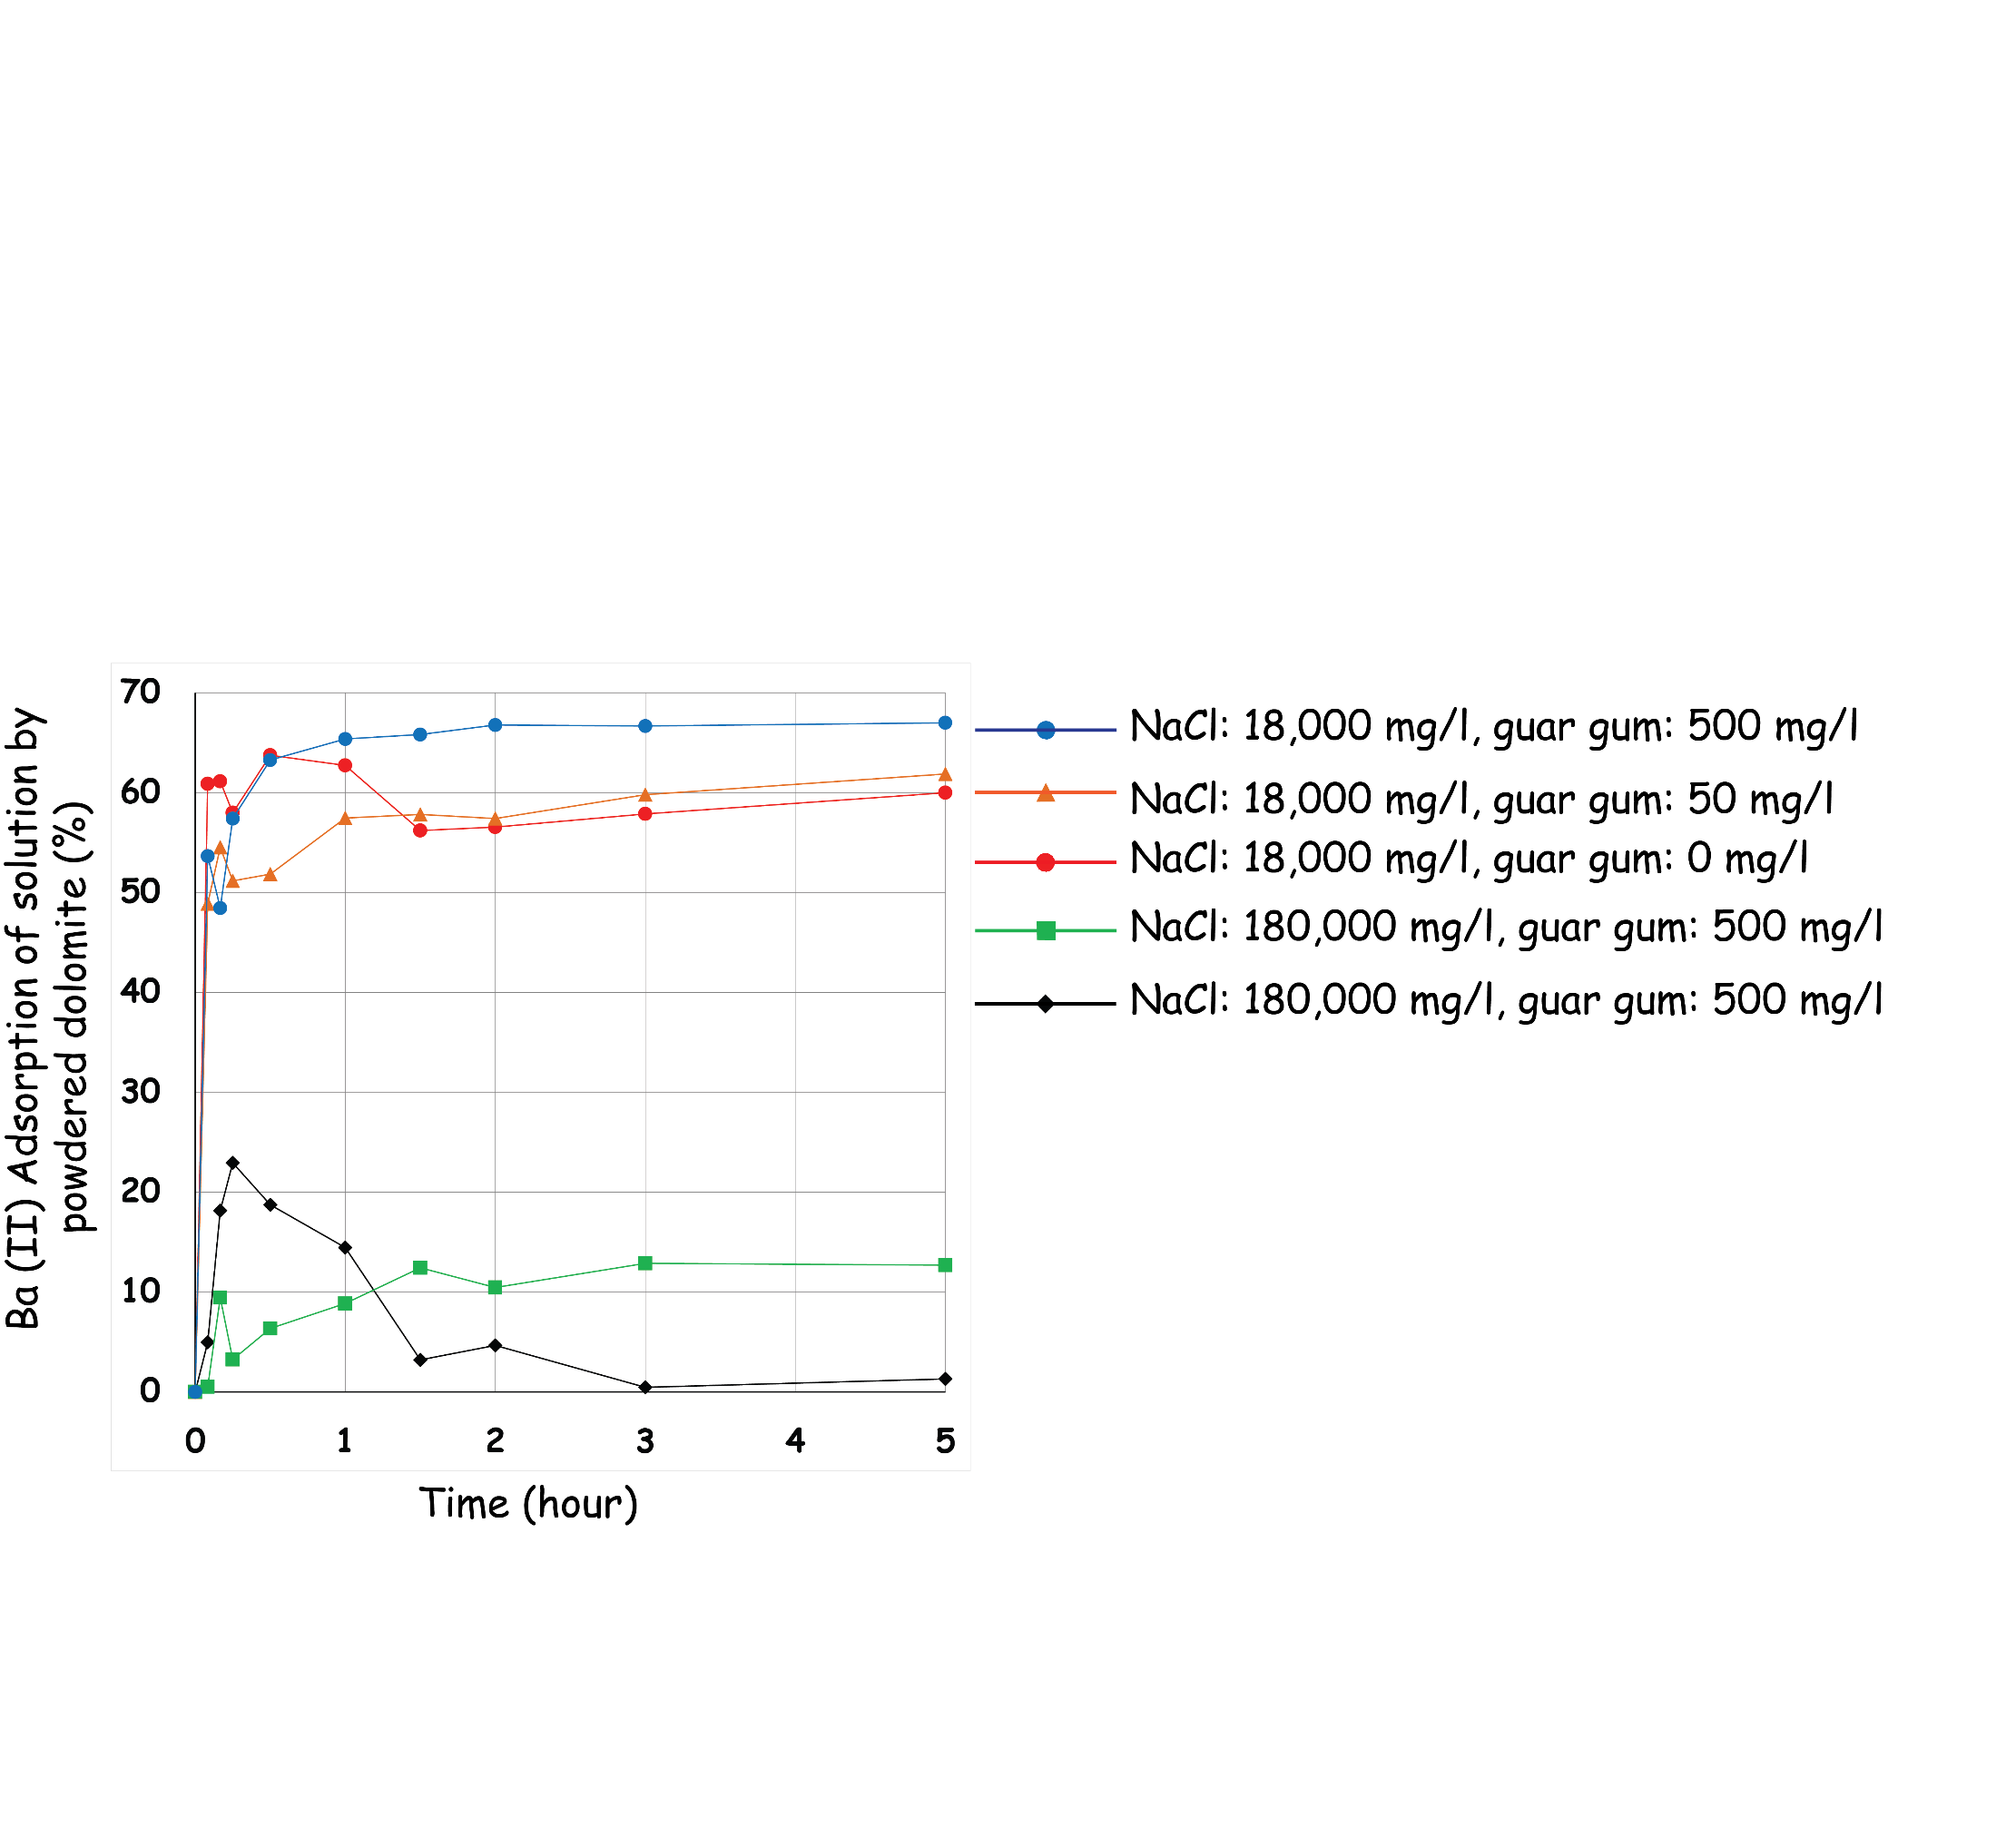 Ba (II) Adsorption of solution by
powdered dolomite (%)
70
60
50
40
30
20
10
0
0 1 2 3 4 5
Time (hour)
NaCl: 18,000 mg/l, guar gum: 500 mg/l
NaCl: 18,000 mg/l, guar gum: 50 mg/l
NaCl: 18,000 mg/l, guar gum: 0 mg/l
NaCl: 180,000 mg/l, guar gum: 500 mg/l
NaCl: 180,000 mg/l, guar gum: 500 mg/l